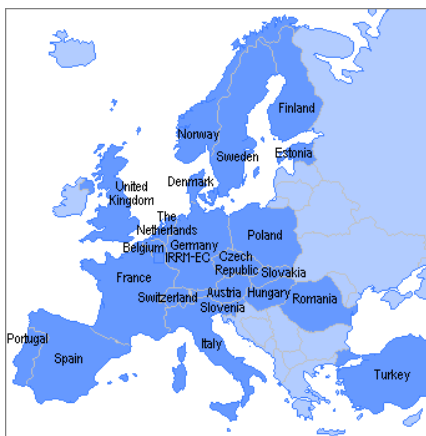 Finland
Norway
Sweden
Estonia
Denmark
United
Kingdom
The
Netherlands
Belgium
Germany
IRRM-EC
Poland
Czech
Republic
Slovakia
France
Switzerland
Austria
Hungary
Slovenia
Romania
Italy
Portugal
Spain
Turkey